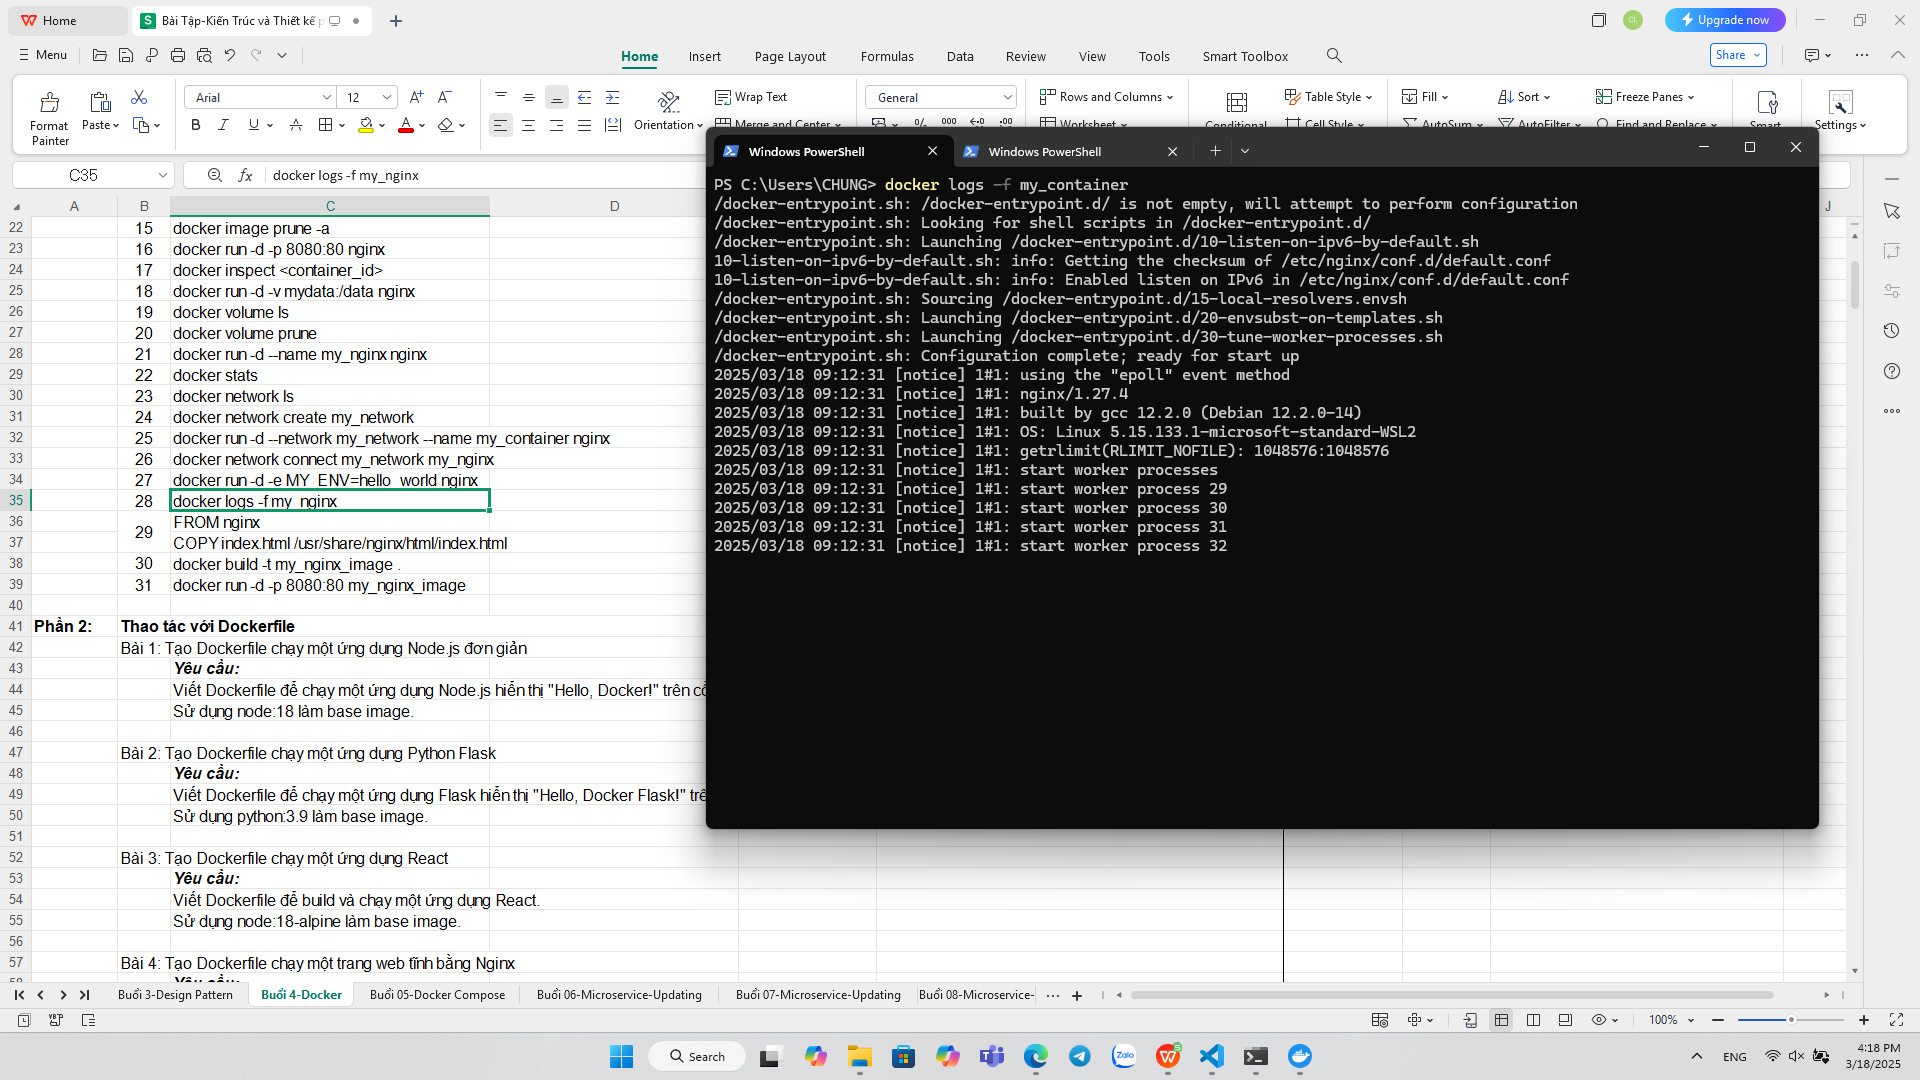 Home
Bài Tập-Kiến Trúc và Thiết kế
CL
Upgrade now
Menu
Home
Insert
Page Layout
Formulas
Data
Review
View
Tools
Smart Toolbox
Share
Format Painter
Paste
Arial
12
Orientation
Wrap Text
Merge and Center
General
Rows and Columns
Worksheet
Conditional
Table Style
Cell Style
Fill
AutoSum
Sort
AutoFilter
Freeze Panes
Find and Replace
Smart
Settings
C35
docker logs -f my_nginx
A B C D J
22 15 docker image prune -a
23 16 docker run -d -p 8080:80 nginx
24 17 docker inspect <container_id>
25 18 docker run -d -v mydata:/data nginx
26 19 docker volume ls
27 20 docker volume prune
28 21 docker run -d --name my_nginx nginx
29 22 docker stats
30 23 docker network ls
31 24 docker network create my_network
32 25 docker run -d --network my_network --name my_container nginx
33 26 docker network connect my_network my_nginx
34 27 docker run -d -e MY_ENV=hello_world nginx
35 28 docker logs -f my_nginx
36 29 FROM nginx
37 COPY index.html /usr/share/nginx/html/index.html
38 30 docker build -t my_nginx_image .
39 31 docker run -d -p 8080:80 my_nginx_image
40
41 Phần 2: Thao tác với Dockerfile
42 Bài 1: Tạo Dockerfile chạy một ứng dụng Node.js đơn giản
43 Yêu cầu:
44 Viết Dockerfile để chạy một ứng dụng Node.js hiển thị "Hello, Docker!" trên
45 Sử dụng node:18 làm base image.
46
47 Bài 2: Tạo Dockerfile chạy một ứng dụng Python Flask
48 Yêu cầu:
49 Viết Dockerfile để chạy một ứng dụng Flask hiển thị "Hello, Docker Flask!"
50 Sử dụng python:3.9 làm base image.
51
52 Bài 3: Tạo Dockerfile chạy một ứng dụng React
53 Yêu cầu:
54 Viết Dockerfile để build và chạy một ứng dụng React.
55 Sử dụng node:18-alpine làm base image.
56
57 Bài 4: Tạo Dockerfile chạy một trang web tĩnh bằng Nginx
58 Yêu cầu:
Windows PowerShell
Windows PowerShell
PS C:\Users\CHUNG> docker logs -f my_container
/docker-entrypoint.sh: /docker-entrypoint.d/ is not empty, will attempt to perform configuration
/docker-entrypoint.sh: Looking for shell scripts in /docker-entrypoint.d/
/docker-entrypoint.sh: Launching /docker-entrypoint.d/10-listen-on-ipv6-by-default.sh
10-listen-on-ipv6-by-default.sh: info: Getting the checksum of /etc/nginx/conf.d/default.conf
10-listen-on-ipv6-by-default.sh: info: Enabled listen on IPv6 in /etc/nginx/conf.d/default.conf
/docker-entrypoint.sh: Sourcing /docker-entrypoint.d/15-local-resolvers.envsh
/docker-entrypoint.sh: Launching /docker-entrypoint.d/20-envsubst-on-templates.sh
/docker-entrypoint.sh: Launching /docker-entrypoint.d/30-tune-worker-processes.sh
/docker-entrypoint.sh: Configuration complete; ready for start up
2025/03/18 09:12:31 [notice] 1#1: using the "epoll" event method
2025/03/18 09:12:31 [notice] 1#1: nginx/1.27.4
2025/03/18 09:12:31 [notice] 1#1: built by gcc 12.2.0 (Debian 12.2.0-14)
2025/03/18 09:12:31 [notice] 1#1: OS: Linux 5.15.133.1-microsoft-standard-WSL2
2025/03/18 09:12:31 [notice] 1#1: getrlimit(RLIMIT_NOFILE): 1048576:1048576
2025/03/18 09:12:31 [notice] 1#1: start worker processes
2025/03/18 09:12:31 [notice] 1#1: start worker process 29
2025/03/18 09:12:31 [notice] 1#1: start worker process 30
2025/03/18 09:12:31 [notice] 1#1: start worker process 31
2025/03/18 09:12:31 [notice] 1#1: start worker process 32
Buổi 3-Design Pattern
Buổi 4-Docker
Buổi 05-Docker Compose
Buổi 06-Microservice-Updating
Buổi 07-Microservice-Updating
Buổi 08-Microservice-
100%
Search
Zalo
ENG
4:18 PM
3/18/2025